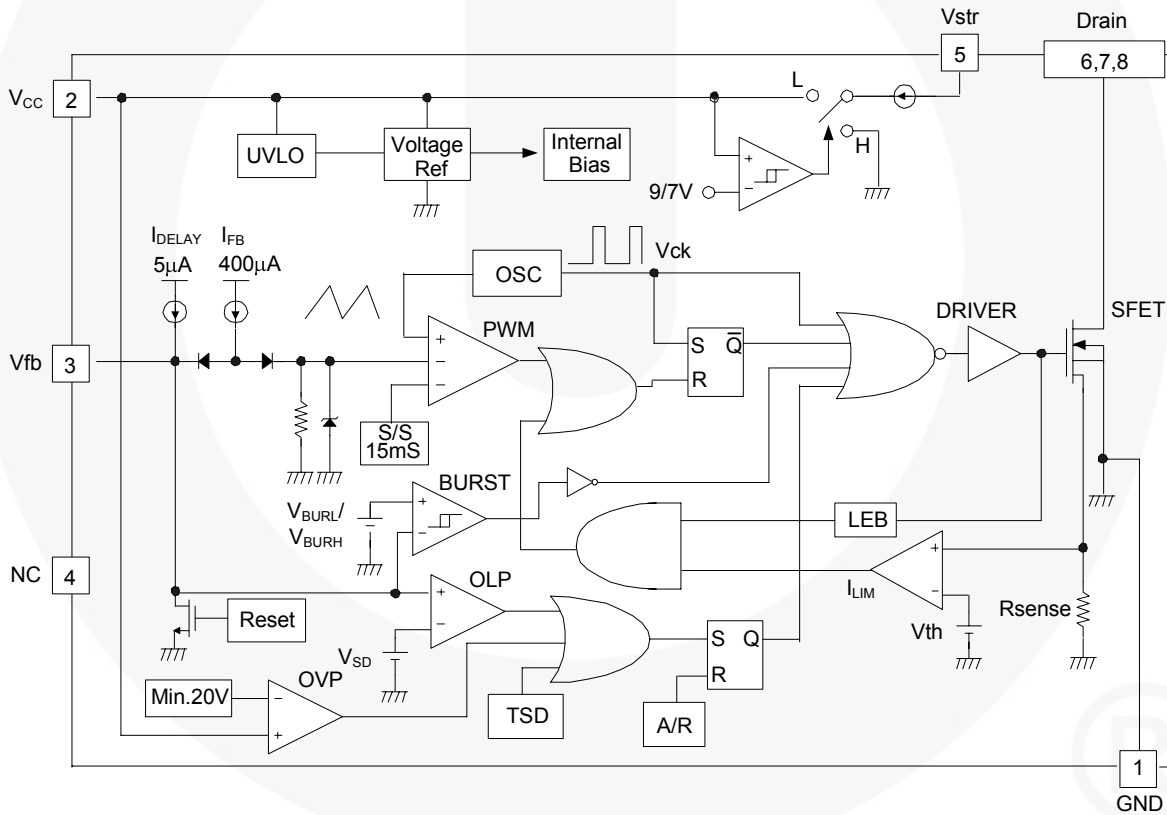 Vstr
Drain
5
6,7,8
VCC
2
L
H
UVLO
Voltage
Ref
Internal
Bias
+
−
9/7V
IDELAY
5µA
IFB
400µA
OSC
Vck
Vfb
3
PWM
+
−
−
S
Q̅
R
DRIVER
SFET
S/S
15mS
BURST
VBURL/
VBURH
+
−
LEB
NC
4
OLP
+
−
ILIM
+
−
Rsense
Vth
Reset
VSD
S
Q
R
Min.20V
OVP
−
+
TSD
A/R
1
GND
®